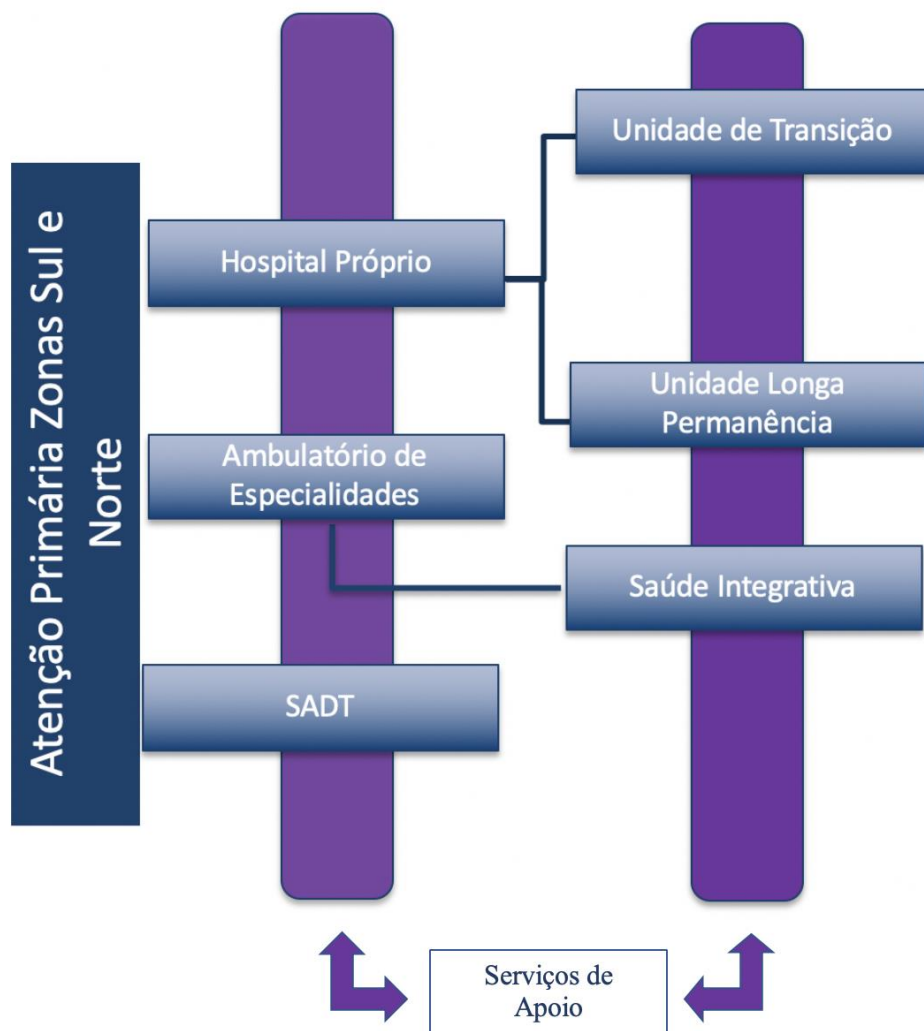 Atenção Primária Zonas Sul e
Norte
Hospital Próprio
Ambulatório de
Especialidades
SADT
Unidade de Transição
Unidade Longa
Permanência
Saúde Integrativa
Serviços de
Apoio